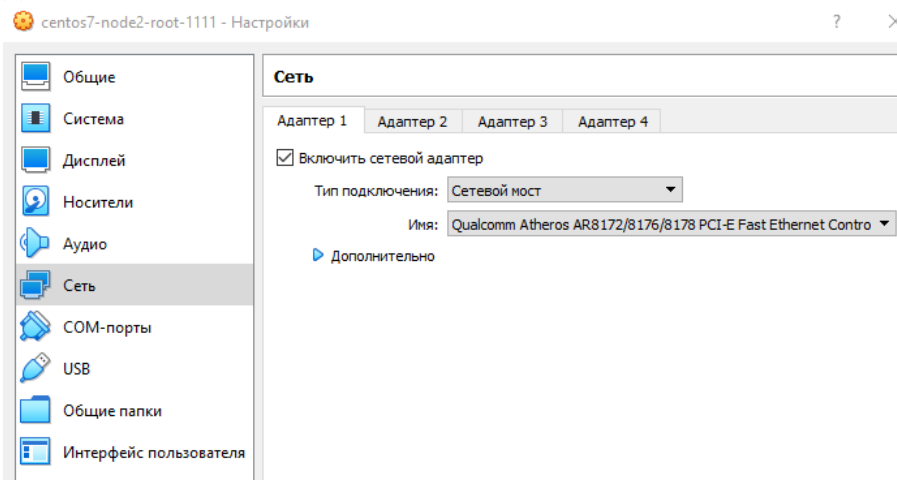 centos7-node2-root-1111 - Настройки
Общие
Система
Дисплей
Носители
Аудио
Сеть
COM-порты
USB
Общие папки
Интерфейс пользователя
Сеть
Адаптер 1 Адаптер 2 Адаптер 3 Адаптер 4
Включить сетевой адаптер
Тип подключения: Сетевой мост
Имя: Qualcomm Atheros AR8172/8176/8178 PCI-E Fast Ethernet Contro
Дополнительно